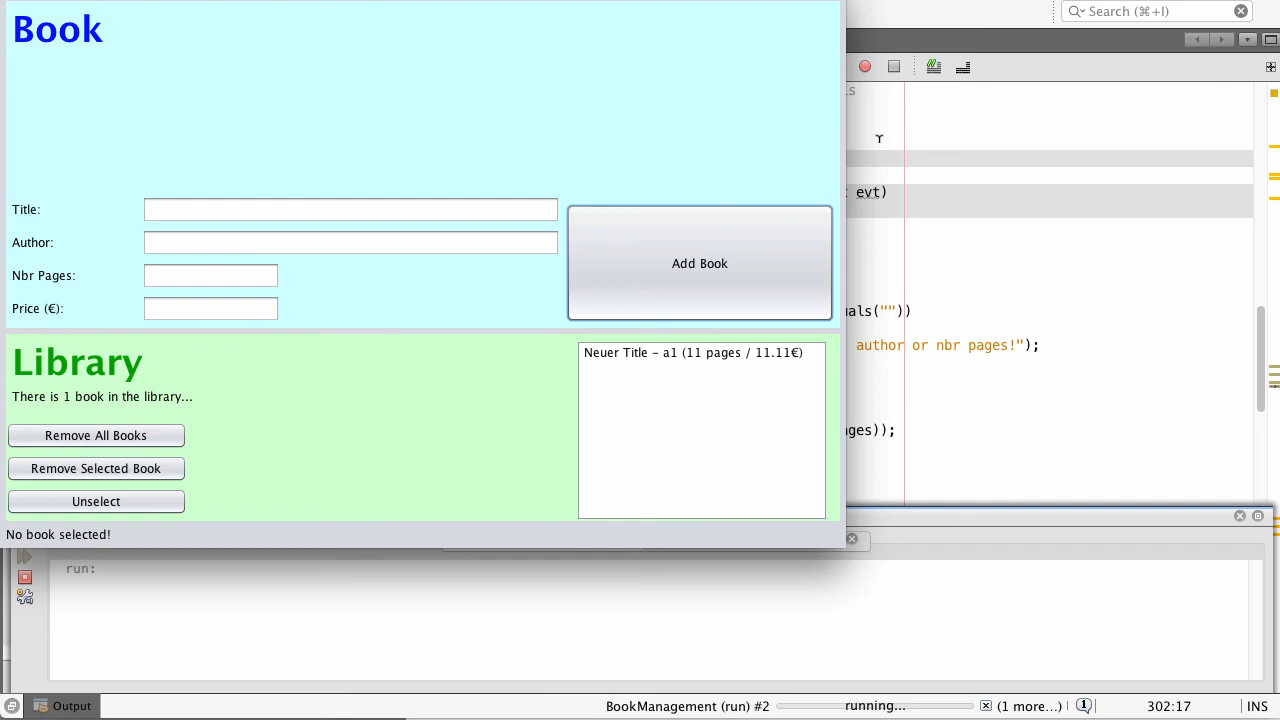 Book
Search (⌘+I)
Title:
Author:
Nbr Pages:
Price (€):
Add Book
evt)
als(""))
author or nbr pages!");
ages));
Library
There is 1 book in the library...
Remove All Books
Remove Selected Book
Unselect
Neuer Title - a1 (11 pages / 11.11€)
No book selected!
run:
Output
BookManagement (run) #2
running...
(1 more...)
302:17
INS